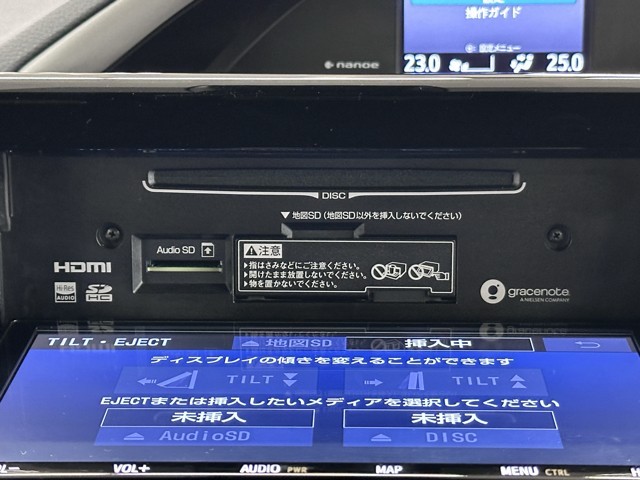 設定
操作ガイド
設定メニュー
nanoe
23.0
25.0
DISC
▼地図SD(地図SD以外を挿入しないでください)
Audio SD
⚠注意
▶指はさみなどにご注意ください。
▶開けたまま放置しないでください。
▶物を置かないでください。
HDMI
Hi-Res
AUDIO
SD
HC
gracenote
A NIELSEN COMPANY
TILT・EJECT
地図SD
挿入中
ディスプレイの傾きを変えることができます
TILT
TILT
EJECTまたは挿入したいメディアを選択してください
未挿入
未挿入
AudioSD
DISC
VOL+
AUDIO PWR
MAP
MENU CTRL